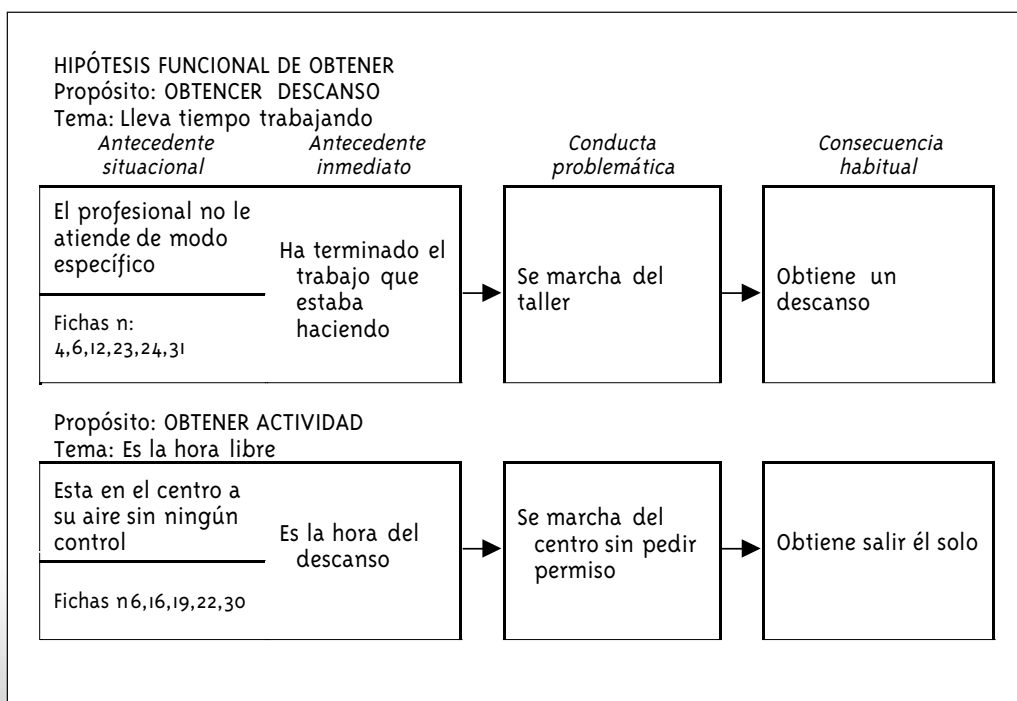 HIPÓTESIS FUNCIONAL DE OBTENER
Propósito: OBTENCER DESCANSO
Tema: Lleva tiempo trabajando
Antecedente
situacional
Antecedente
inmediato
Conducta
problemática
Consecuencia
habitual
El profesional no le
atiende de modo
específico
Fichas n:
4,6,12,23,24,31
Ha terminado el
trabajo que
estaba
haciendo
Se marcha del
taller
Obtiene un
descanso
Propósito: OBTENER ACTIVIDAD
Tema: Es la hora libre
Esta en el centro a
su aire sin ningún
control
Fichas n6,16,19,22,30
Es la hora del
descanso
Se marcha del
centro sin pedir
permiso
Obtiene salir él solo